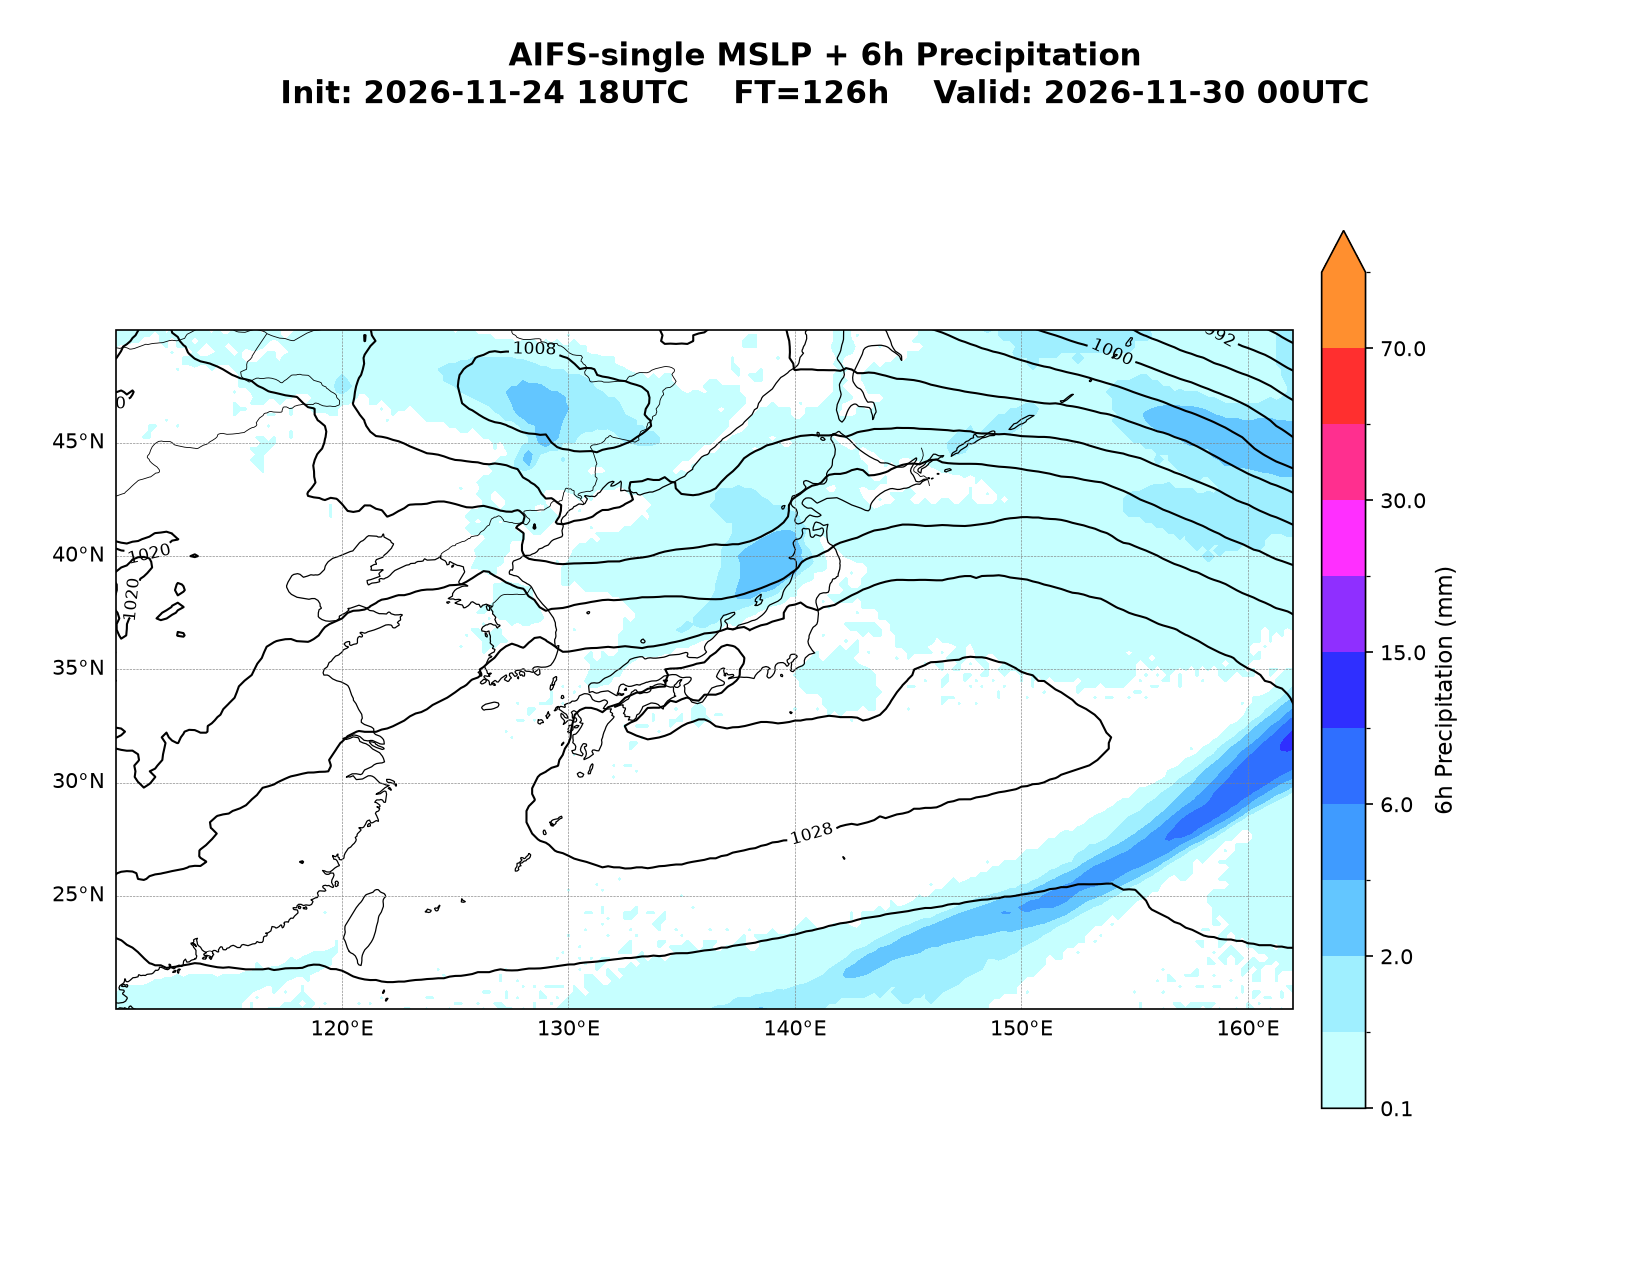 AIFS-single MSLP + 6h Precipitation
Init: 2026-11-24 18UTC    FT=126h    Valid: 2026-11-30 00UTC
992
1008
1000
0
45°N
1020
40°N
1020
35°N
30°N
1028
25°N
120°E
130°E
140°E
150°E
160°E
70.0
30.0
15.0
6.0
2.0
0.1
6h Precipitation (mm)